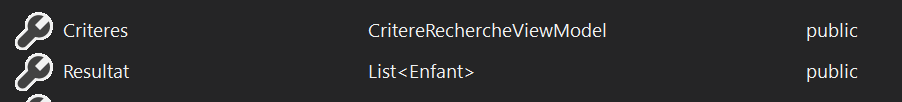 Criteres CritereRechercheViewModel public
Resultat List<Enfant> public